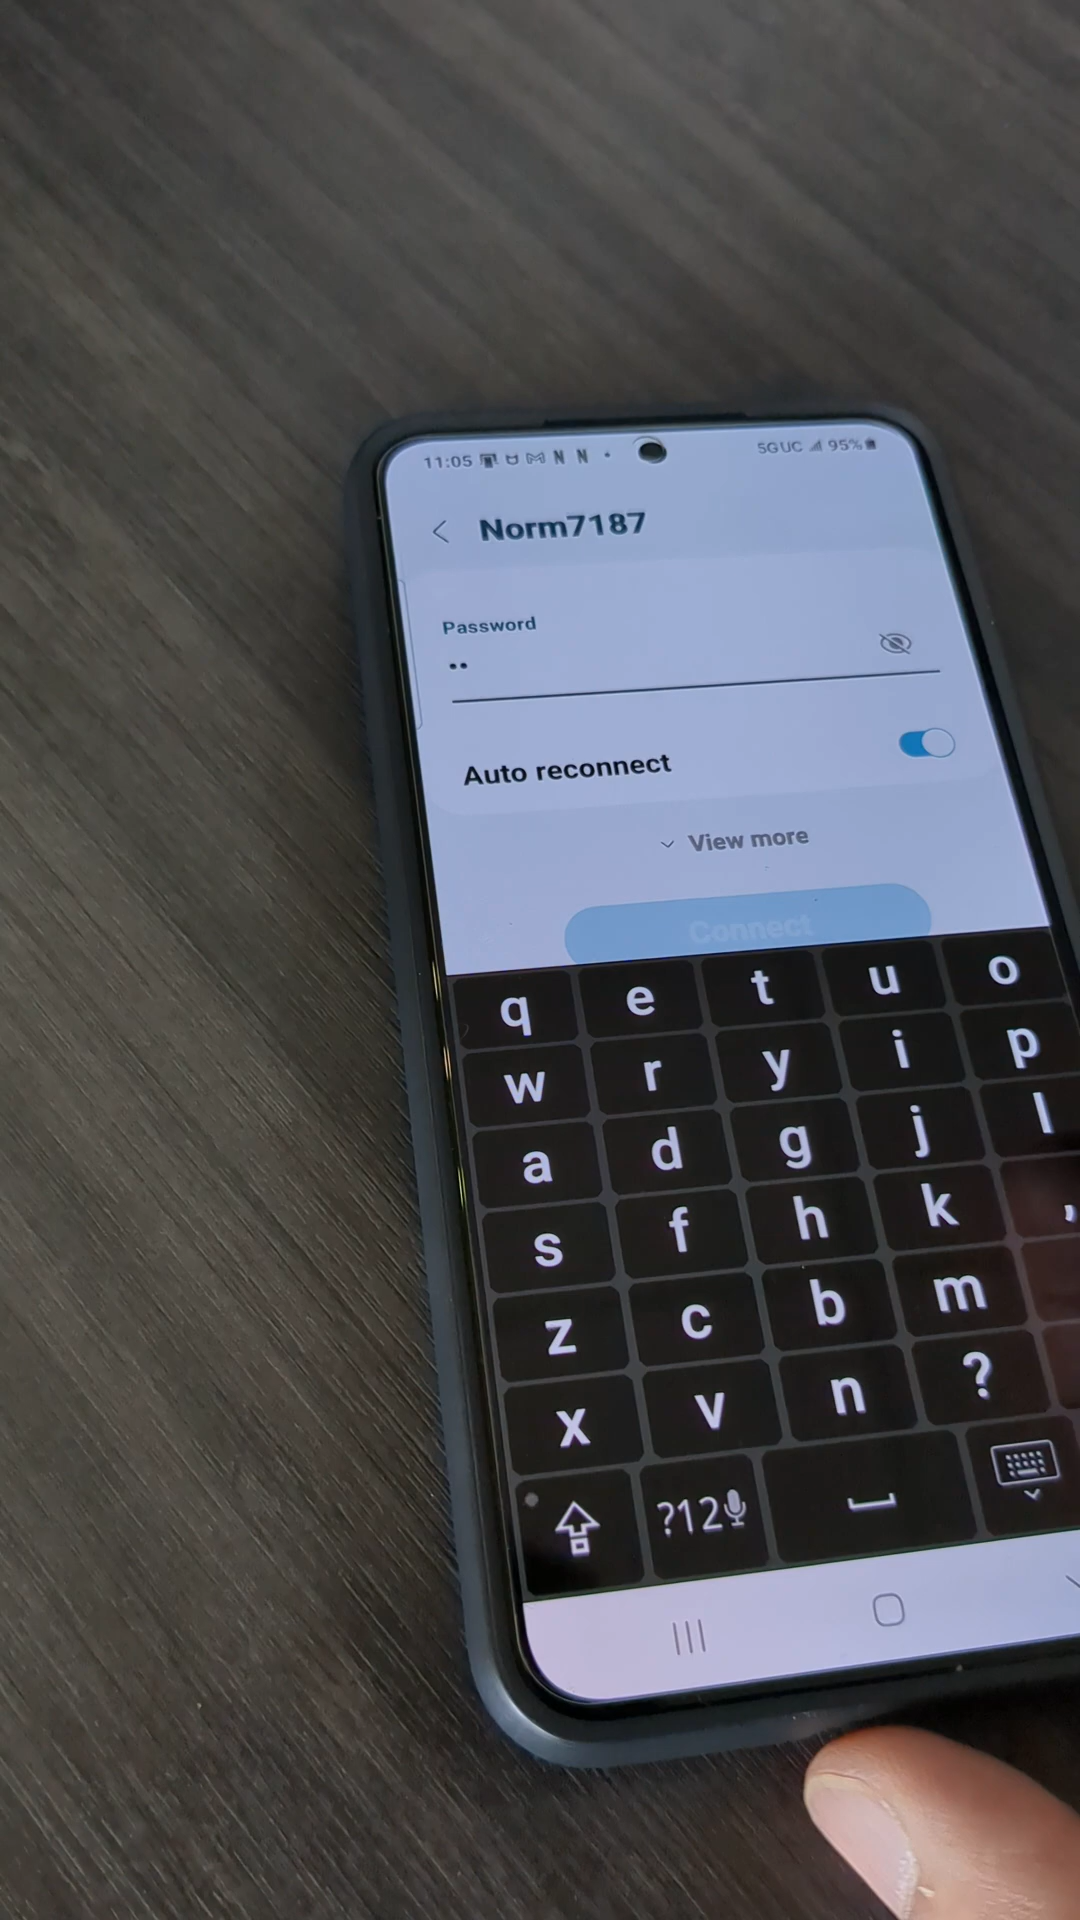 11:05 N N 5G UC 95%
Norm7187
Password
••
Auto reconnect
View more
Connect
q e t u o
w r y i p
a d g j l
s f h k ,
z c b m
x v n ?
?12